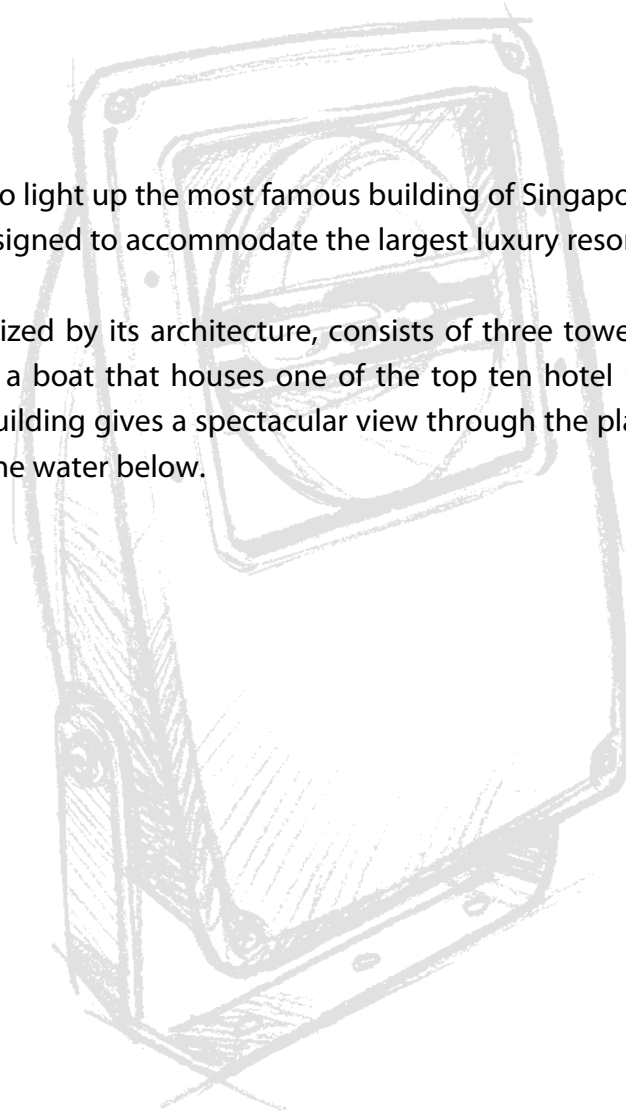 o light up the most famous building of Singapo
signed to accommodate the largest luxury resor
ized by its architecture, consists of three towe
a boat that houses one of the top ten hotel
uilding gives a spectacular view through the pla
he water below.